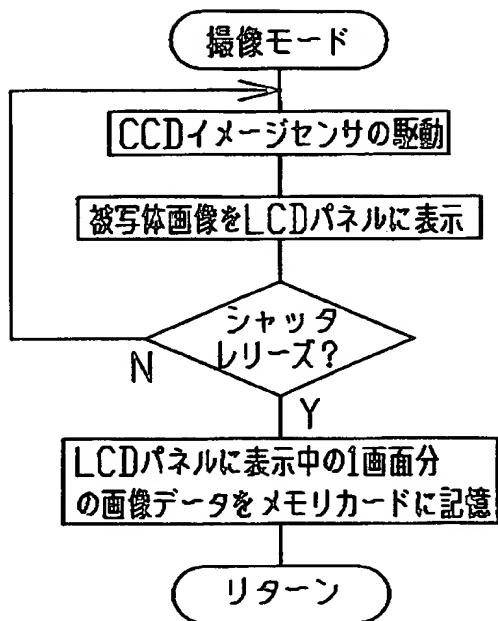 撮像モード
CCDイメージセンサの駆動
被写体画像をLCDパネルに表示
シャッタ
レリーズ?
N
Y
LCDパネルに表示中の1画面分
の画像データをメモリカードに記憶
リターン